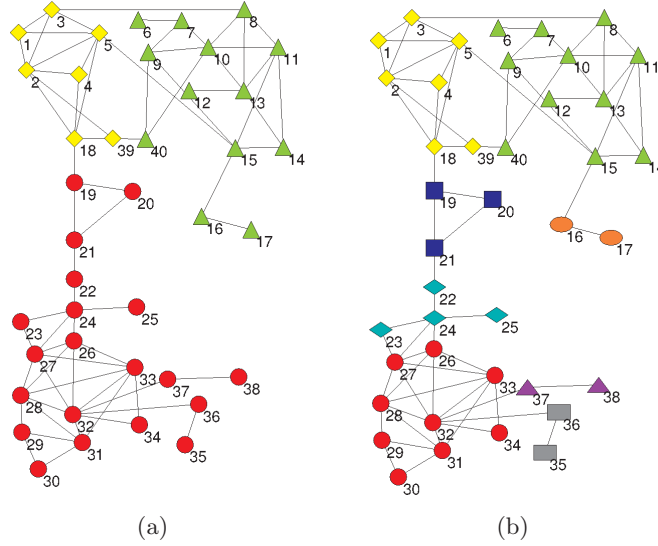 3 8 3 8
1 5 6 7 10 11 1 5 6 7 10 11
2 4 9 2 4 9
12 13 12 13
18 39 40 15 14 18 39 40 15 14
19 20 19 20
21 16 17 21 16 17
22 22
23 24 25 23 24 25
26 26
27 33 27 33
37 38 37 38
28 32 36 28 32 36
34 34
29 31 35 29 31 35
30 30
(a) (b)